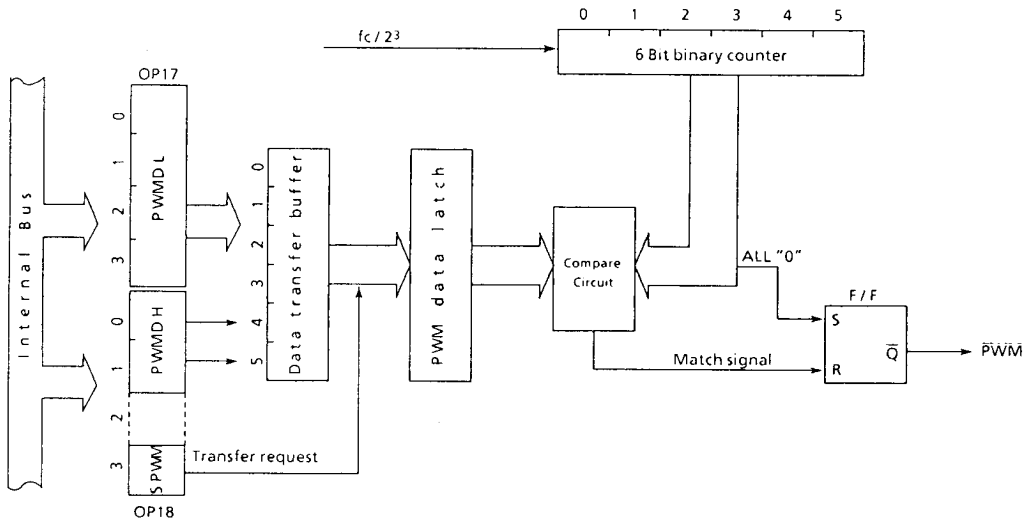 0 1 2 3 4 5
fc / 2³
6 Bit binary counter
OP17
Internal Bus
0
1
2
3
PWMDL
0
1
2
3
4
5
Data transfer buffer
PWM data latch
Compare
Circuit
ALL "0"
F / F
S
R
Q̅
P̅W̅M̅
Match signal
0
1
2
3
PWMDH
SPWM
Transfer request
OP18